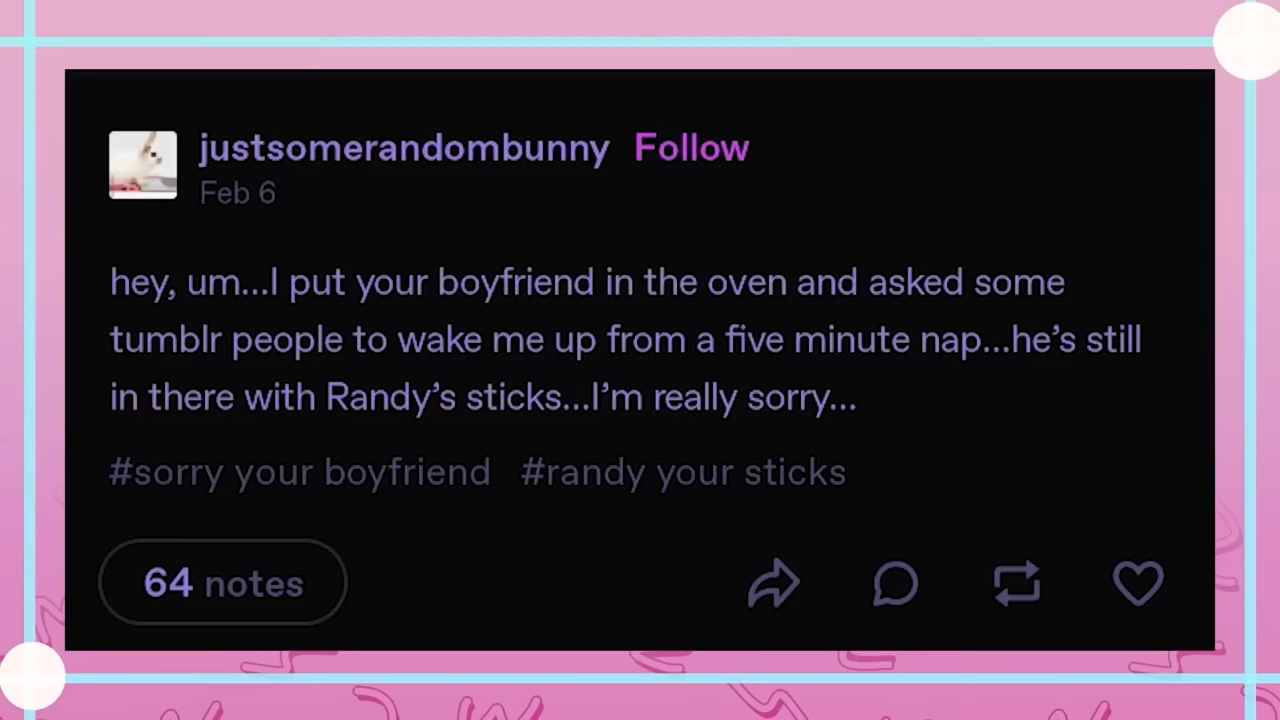 justsomerandombunny Follow
Feb 6
hey, um...I put your boyfriend in the oven and asked some
tumblr people to wake me up from a five minute nap...he’s still
in there with Randy’s sticks...I’m really sorry...
#sorry your boyfriend #randy your sticks
64 notes